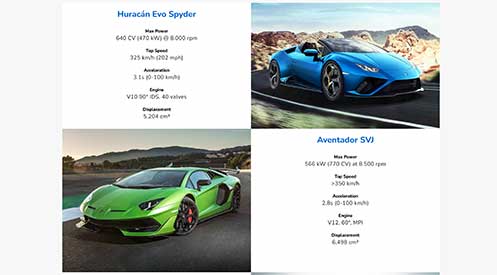 Huracán Evo Spyder
Max Power
640 CV (470 kW) @ 8.000 rpm
Top Speed
325 km/h (202 mph)
Acceleration
3.1s (0-100 km/h)
Engine
V10 90° IDS, 40 valves
Displacement
5,204 cm³
Aventador SVJ
Max Power
566 kW (770 CV) at 8.500 rpm
Top Speed
>350 km/h
Acceleration
2.8s (0-100 km/h)
Engine
V12, 60°, MPI
Displacement
6,498 cm³